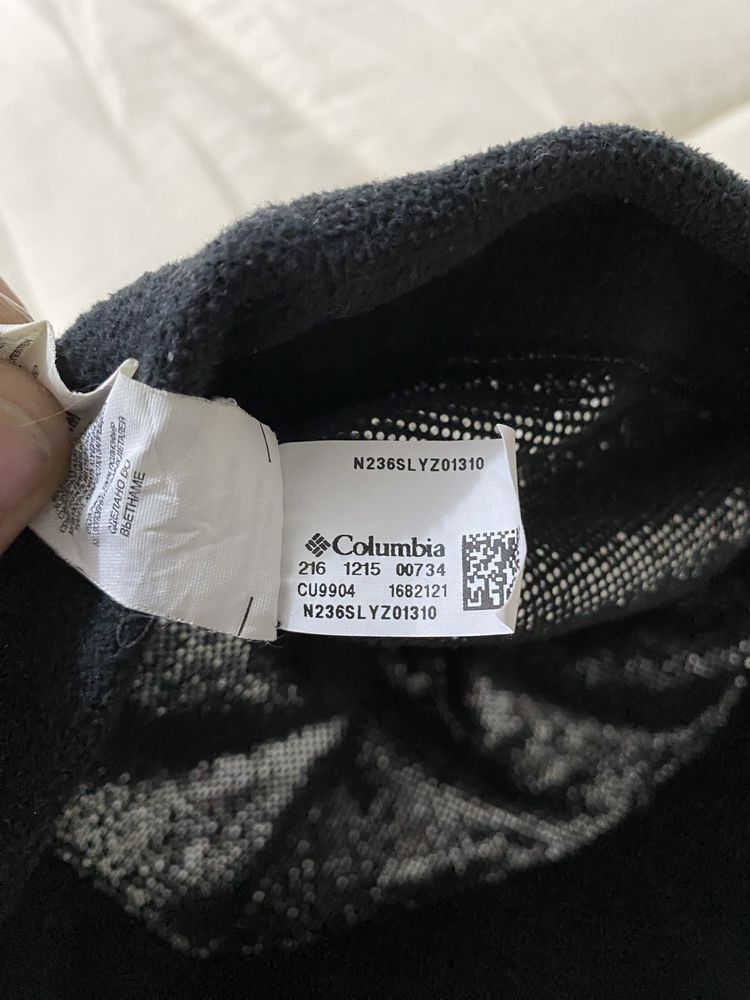 N236SLYZ01310
Columbia
216 1215 00734
CU9904 1682121
N236SLYZ01310
СДЕЛАНО ВО
ВЬЕТНАМЕ